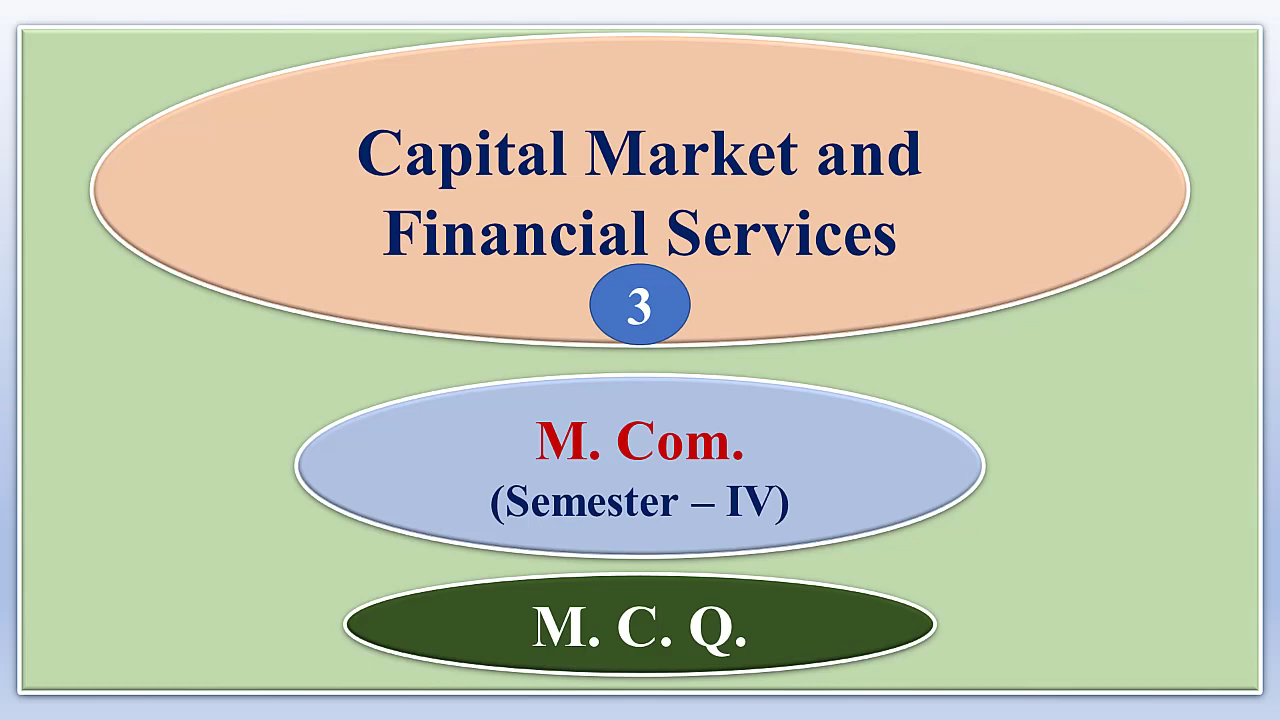 Capital Market and
Financial Services
3
M. Com.
(Semester – IV)
M. C. Q.